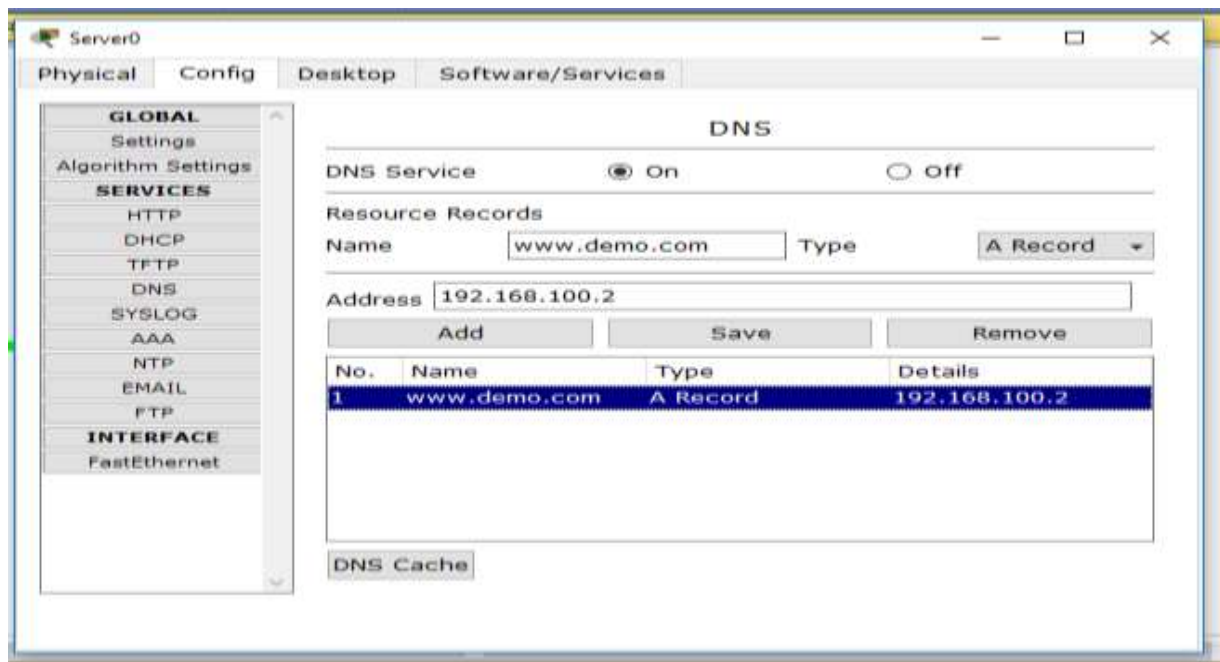 Server0
Physical Config Desktop Software/Services
GLOBAL
Settings
Algorithm Settings
SERVICES
HTTP
DHCP
TFTP
DNS
SYSLOG
AAA
NTP
EMAIL
FTP
INTERFACE
FastEthernet
DNS
DNS Service On Off
Resource Records
Name www.demo.com Type A Record
Address 192.168.100.2
Add Save Remove
No. Name Type Details
1 www.demo.com A Record 192.168.100.2
DNS Cache